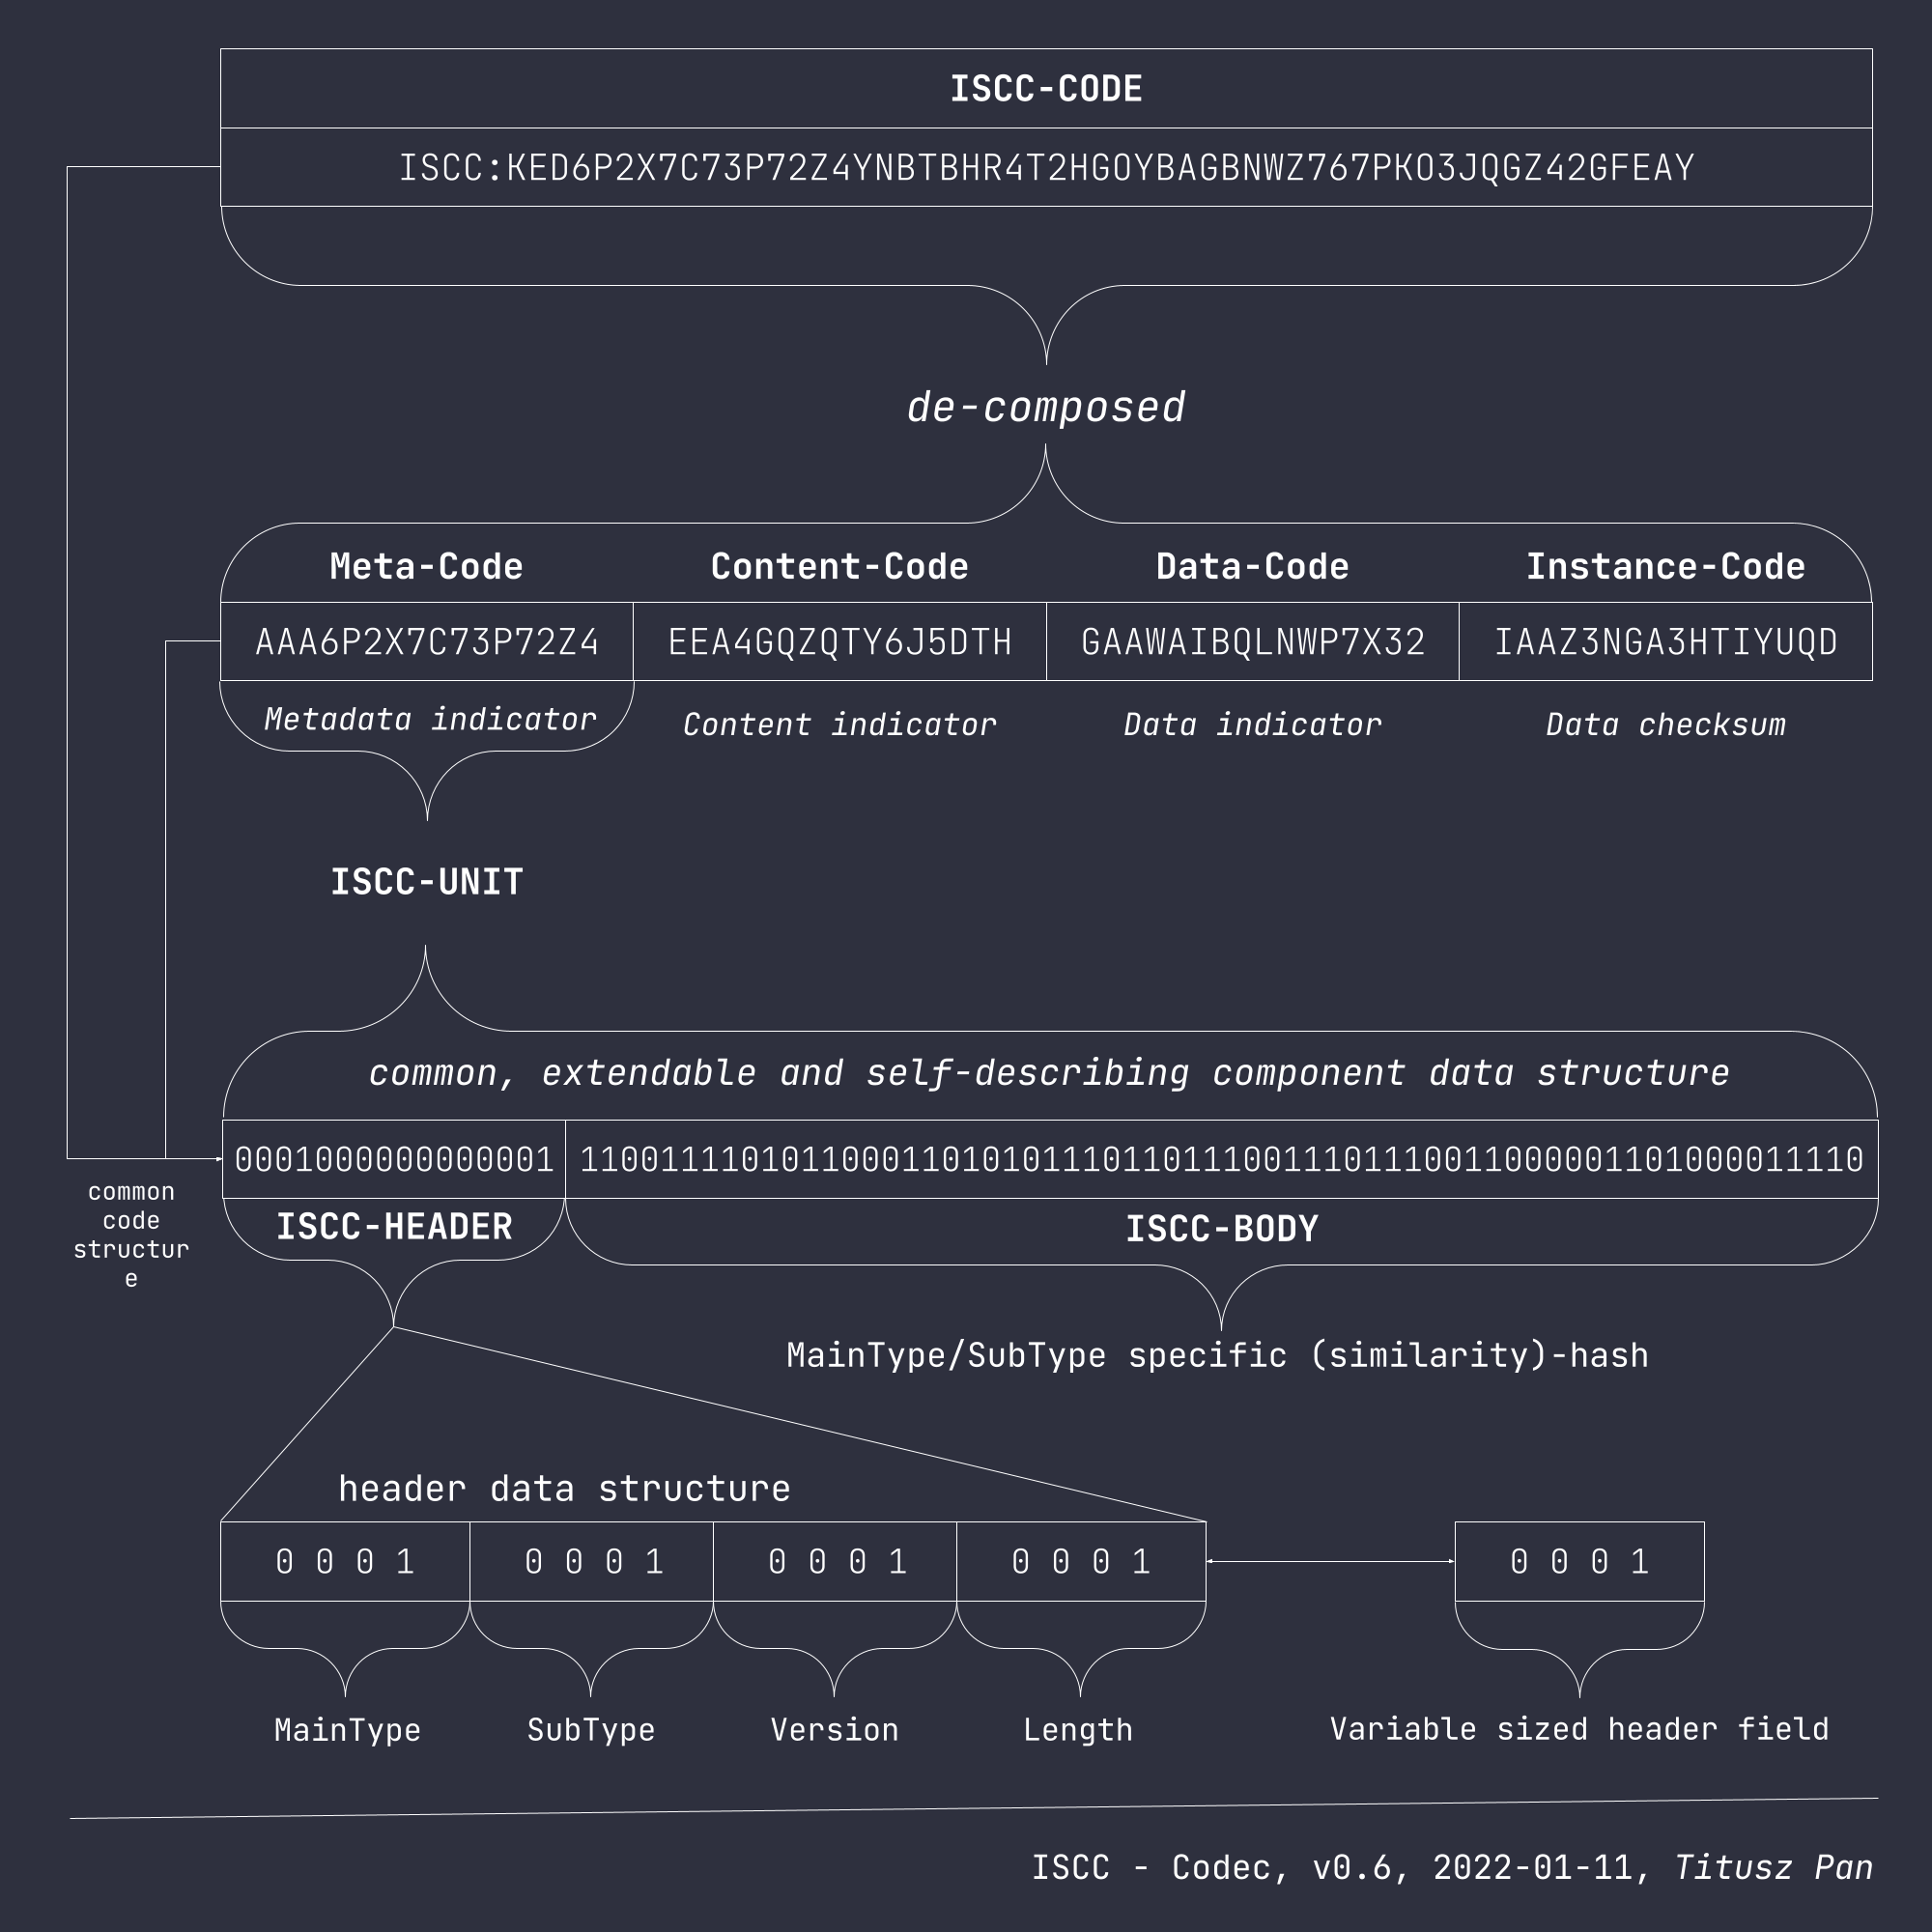 ISCC-CODE
ISCC:KED6P2X7C73P72Z4YNBTBHR4T2HGOYBAGBNWZ767PKO3JQGZ42GFEAY
de-composed
Meta-Code Content-Code Data-Code Instance-Code
AAA6P2X7C73P72Z4 EEA4GQZQTY6J5DTH GAAWAIBQLNWP7X32 IAAZ3NGA3HTIYUQD
Metadata indicator Content indicator Data indicator Data checksum
ISCC-UNIT
common, extendable and self-describing component data structure
0001000000000001 1100111101011000110101011101101110011101110011000001101000011110
common
code
structur
e
ISCC-HEADER ISCC-BODY
MainType/SubType specific (similarity)-hash
header data structure
0 0 0 1 0 0 0 1 0 0 0 1 0 0 0 1 0 0 0 1
MainType SubType Version Length Variable sized header field
ISCC - Codec, v0.6, 2022-01-11, Titusz Pan